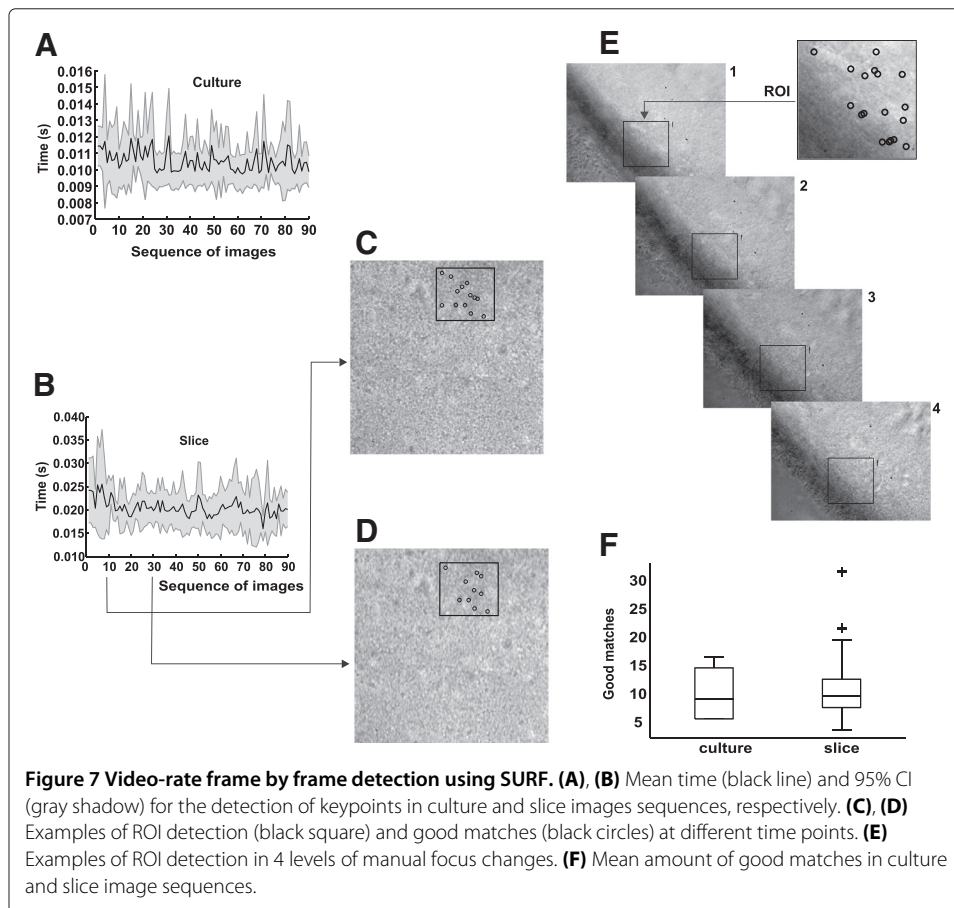 A
Culture
0.016
0.015
0.014
0.013
0.012
0.011
0.010
0.009
0.008
0.007
Time (s)
0 10 20 30 40 50 60 70 80 90
Sequence of images
B
Slice
0.040
0.035
0.030
0.025
0.020
0.015
0.010
Time (s)
0 10 20 30 40 50 60 70 80 90
Sequence of images
C
D
E
1
ROI
2
3
4
F
30
20
15
10
5
Good matches
culture slice
Figure 7 Video-rate frame by frame detection using SURF. (A), (B) Mean time (black line) and 95% CI
(gray shadow) for the detection of keypoints in culture and slice images sequences, respectively. (C), (D)
Examples of ROI detection (black square) and good matches (black circles) at different time points. (E)
Examples of ROI detection in 4 levels of manual focus changes. (F) Mean amount of good matches in culture
and slice image sequences.